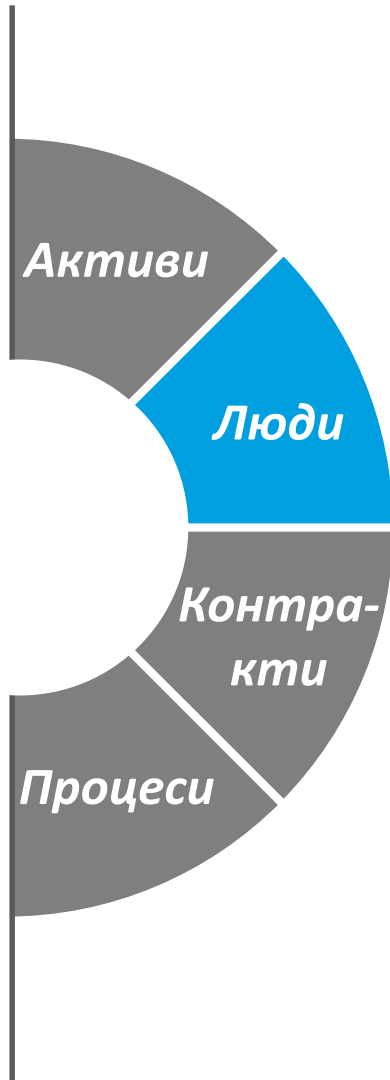 Активи
Люди
Контра-
кти
Процеси